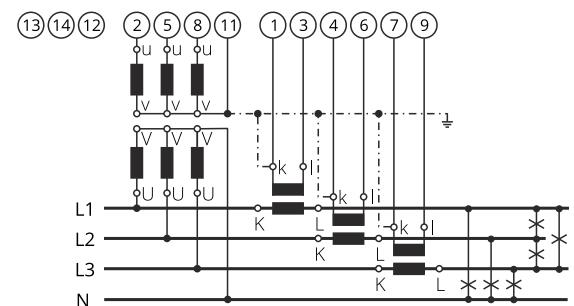 13 14 12 2 5 8 11 1 3 4 6 7 9
u u u
v v v
V V V
k l
U U U k l
L1
K L k l
L2
K L
L3
K L
N